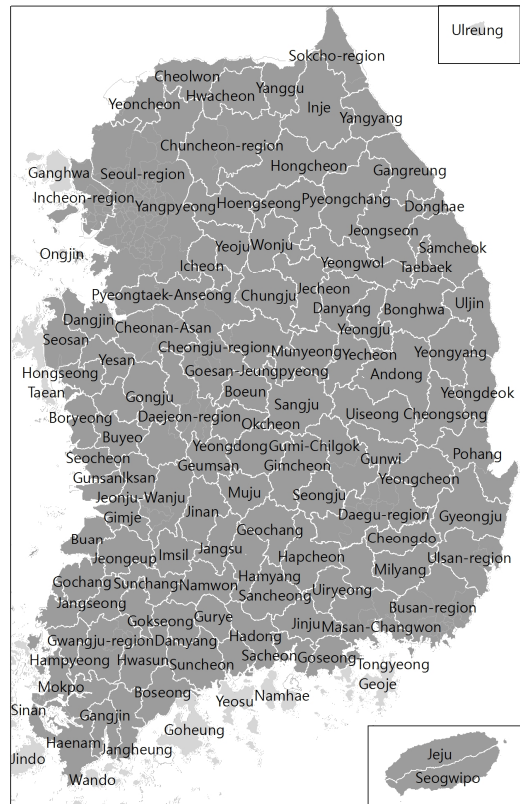 Ulreung
Sokcho-region
Cheolwon
Yanggu
Hwacheon
Yeoncheon
Inje
Yangyang
Chuncheon-region
Hongcheon
Ganghwa
Seoul-region
Gangreung
Incheon-region
Yangpyeong
Hoengseong
Pyeongchang
Donghae
Jeongseon
Yeoju
Wonju
Samcheok
Ongjin
Icheon
Yeongwol
Taebaek
Pyeongtaek-Anseong
Chungju
Jecheon
Danyang
Bonghwa
Uljin
Dangjin
Cheonan-Asan
Yeongju
Seosan
Cheongju-region
Munyeong
Yecheon
Yeongyang
Yesan
Hongseong
Goesan-Jeungpyeong
Andong
Taean
Gongju
Boeun
Yeongdeok
Sangju
Boryeong
Daejeon-region
Okcheon
Uiseong
Cheongsong
Buyeo
Yeongdong
Gumi-Chilgok
Seocheon
Geumsan
Gimcheon
Gunwi
Pohang
Gunsan
Iksan
Yeongcheon
Jeonju-Wanju
Muju
Seongju
Gimje
Jinan
Daegu-region
Gyeongju
Geochang
Buan
Cheongdo
Jeongeup
Imsil
Jangsu
Hapcheon
Ulsan-region
Milyang
Gochang
Sunchang
Namwon
Hamyang
Sancheong
Uiryeong
Jangseong
Busan-region
Gokseong
Gurye
Jinju
Masan-Changwon
Gwangju-region
Damyang
Hadong
Hampyeong
Hwasun
Suncheon
Sacheon
Goseong
Tongyeong
Mokpo
Boseong
Geoje
Yeosu
Namhae
Sinan
Gangjin
Goheung
Haenam
Jangheung
Jindo
Wando
Jeju
Seogwipo